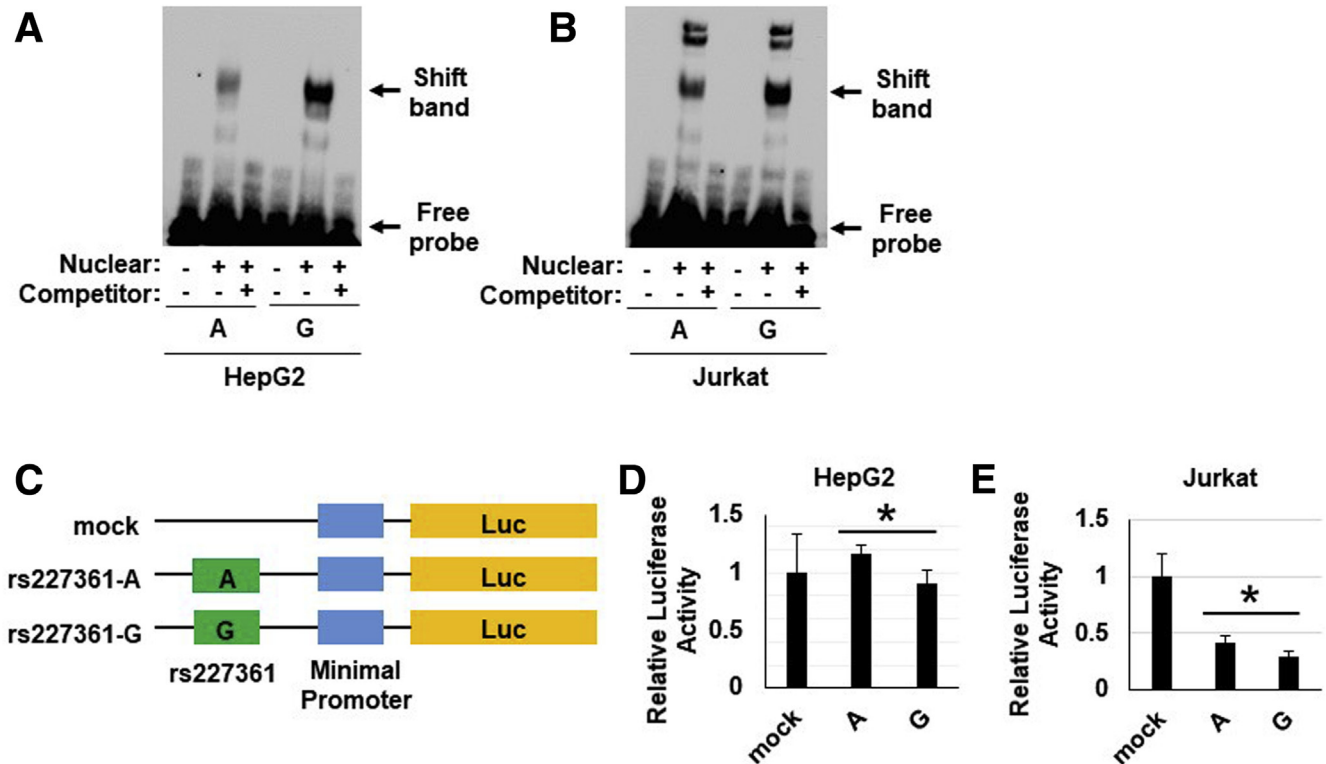 A
Shift
band
Free
probe
Nuclear: - + + - + +
Competitor: - - + - - +
A G
HepG2
B
Shift
band
Free
probe
Nuclear: - + + - + +
Competitor: - - + - - +
A G
Jurkat
C
mock
Luc
rs227361-A
A
Luc
rs227361-G
G
Luc
rs227361
Minimal
Promoter
D
HepG2
Relative Luciferase
Activity
1.5
1
0.5
0
*
mock
A
G
E
Jurkat
Relative Luciferase
Activity
1.5
1
0.5
0
*
mock
A
G